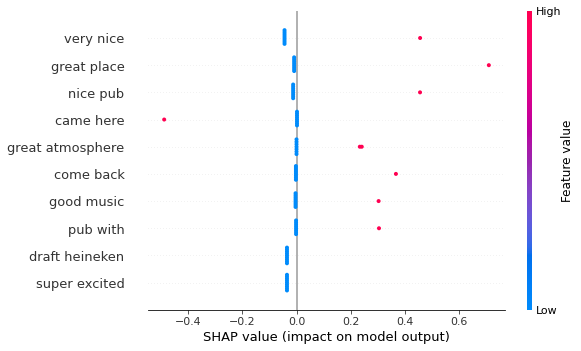 High
very nice
great place
nice pub
came here
great atmosphere
come back
good music
pub with
draft heineken
super excited
Feature value
Low
−0.4 −0.2 0.0 0.2 0.4 0.6
SHAP value (impact on model output)